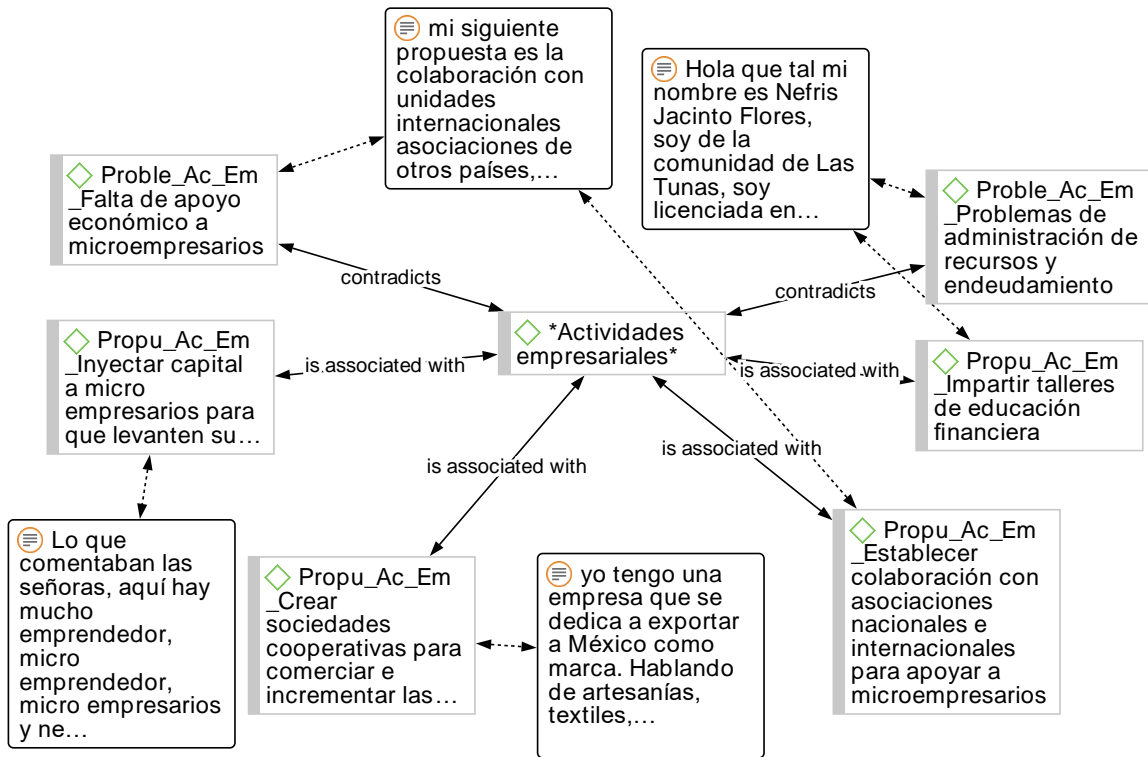 mi siguiente
propuesta es la
colaboración con
unidades
internacionales
asociaciones de
otros países,…
Hola que tal mi
nombre es Nefris
Jacinto Flores,
soy de la
comunidad de Las
Tunas, soy
licenciada en…
Proble_Ac_Em
_Falta de apoyo
económico a
microempresarios
Proble_Ac_Em
_Problemas de
administración de
recursos y
endeudamiento
contradicts
contradicts
*Actividades
empresariales*
Propu_Ac_Em
_Inyectar capital
a micro
empresarios para
que levanten su…
is associated with
is associated with
Propu_Ac_Em
_Impartir talleres
de educación
financiera
is associated with
is associated with
Lo que
comentaban las
señoras, aquí hay
mucho
emprendedor,
micro
emprendedor,
micro empresarios
y ne…
Propu_Ac_Em
_Crear
sociedades
cooperativas para
comerciar e
incrementar las…
yo tengo una
empresa que se
dedica a exportar
a México como
marca. Hablando
de artesanías,
textiles,…
Propu_Ac_Em
_Establecer
colaboración con
asociaciones
nacionales e
internacionales
para apoyar a
microempresarios